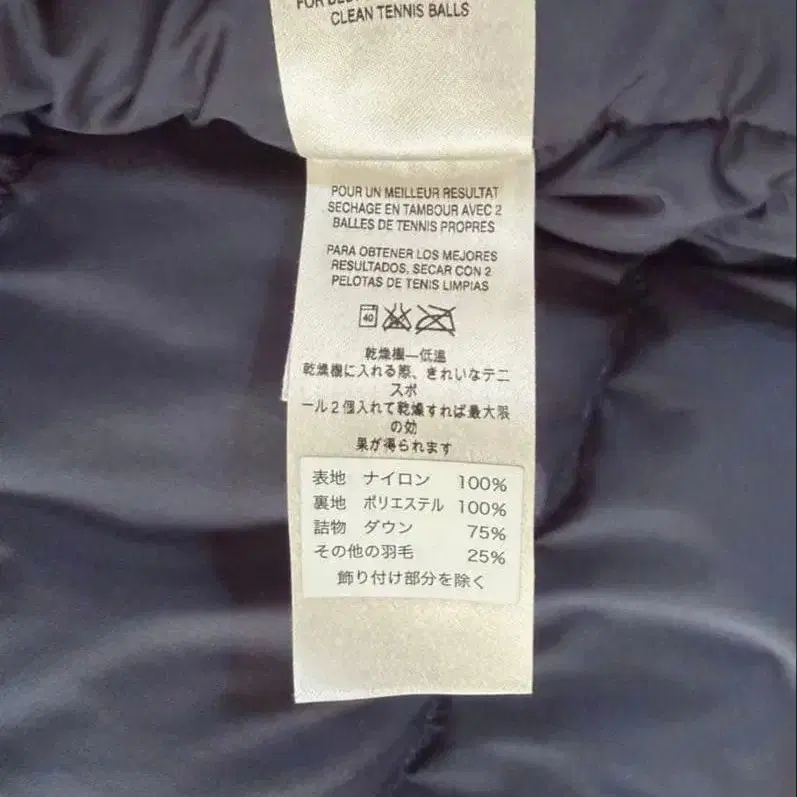 CLEAN TENNIS BALLS
POUR UN MEILLEUR RESULTAT
SECHAGE EN TAMBOUR AVEC 2
BALLES DE TENNIS PROPRES
PARA OBTENER LOS MEJORES
RESULTADOS, SECAR CON 2
PELOTAS DE TENIS LIMPIAS
40
乾燥機—低温
乾燥機に入れる際、きれいなテニ
スボ
ール2個入れて乾燥すれば最大限
の効
果が得られます
表地 ナイロン 100%
裏地 ポリエステル 100%
詰物 ダウン 75%
その他の羽毛 25%
飾り付け部分を除く